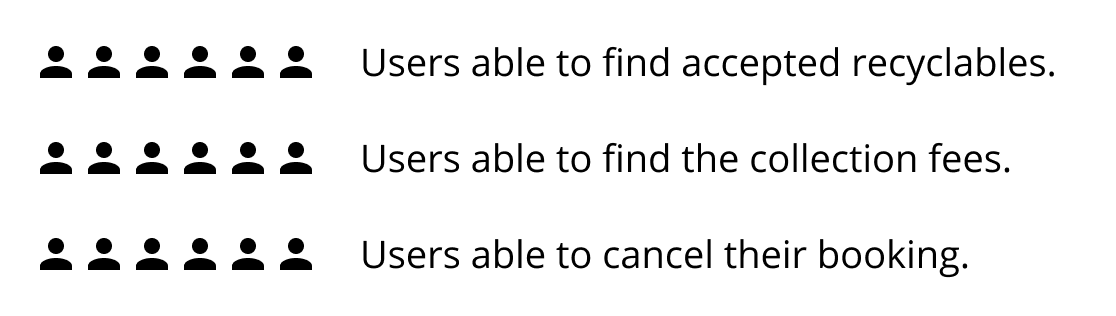 Users able to find accepted recyclables.
Users able to find the collection fees.
Users able to cancel their booking.